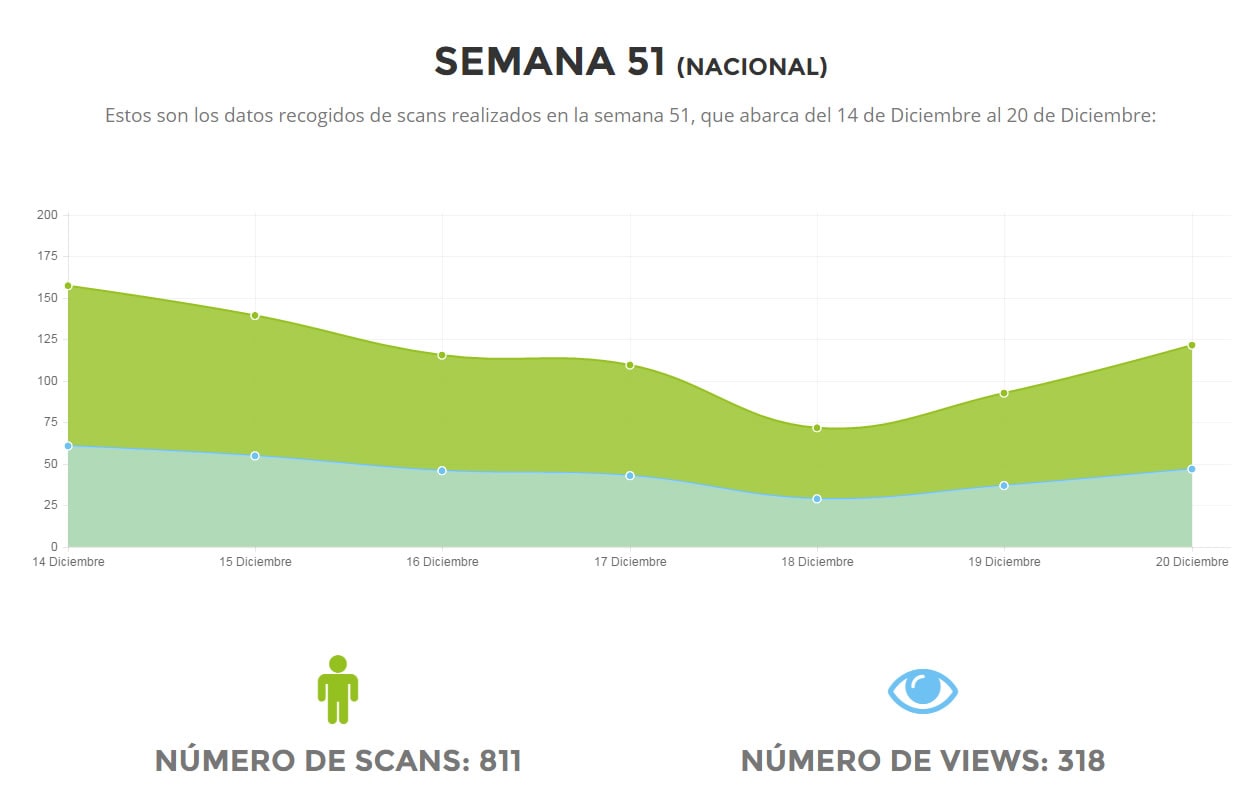 SEMANA 51 (NACIONAL)
Estos son los datos recogidos de scans realizados en la semana 51, que abarca del 14 de Diciembre al 20 de Diciembre:
200
175
150
125
100
75
50
25
0
14 Diciembre 15 Diciembre 16 Diciembre 17 Diciembre 18 Diciembre 19 Diciembre 20 Diciembre
NÚMERO DE SCANS: 811 NÚMERO DE VIEWS: 318